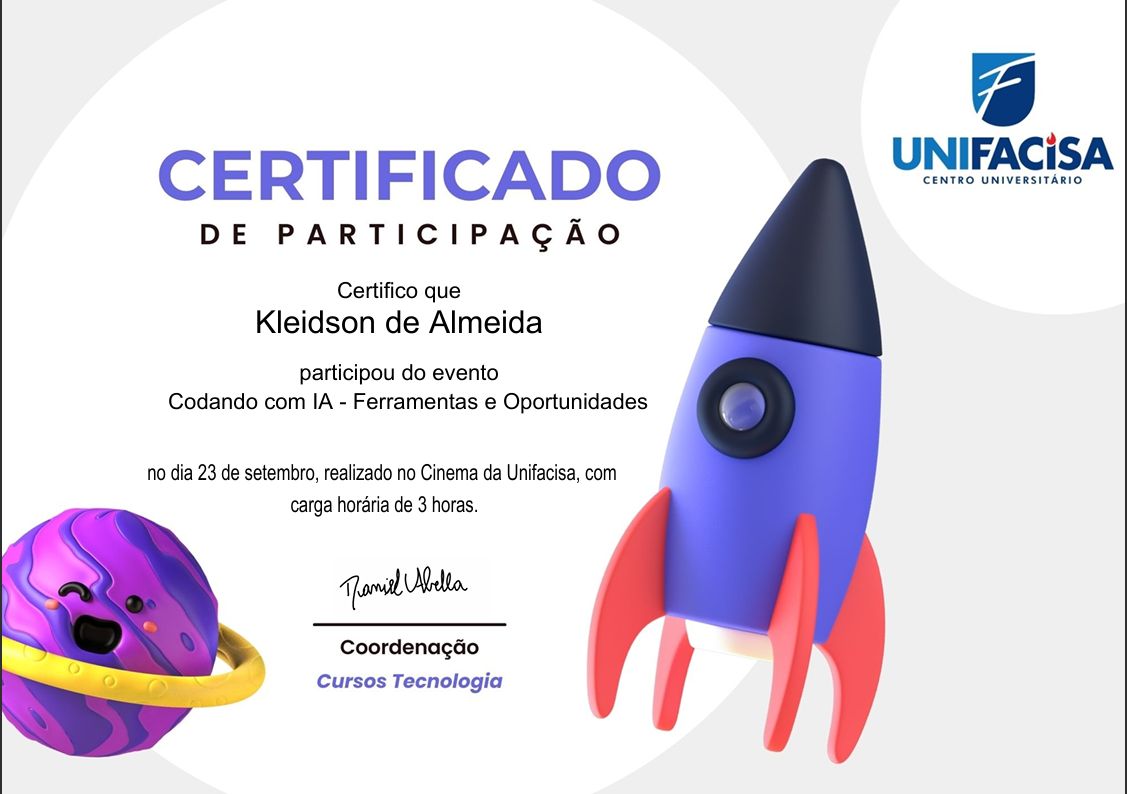 UNIFACISA
CENTRO UNIVERSITÁRIO
CERTIFICADO
DE PARTICIPAÇÃO
Certifico que
Kleidson de Almeida
participou do evento
Codando com IA - Ferramentas e Oportunidades
no dia 23 de setembro, realizado no Cinema da Unifacisa, com
carga horária de 3 horas.
Daniel Abella
Coordenação
Cursos Tecnologia